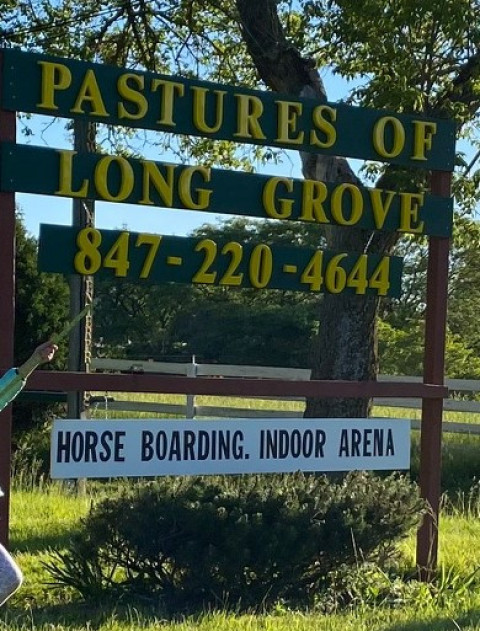 PASTURES OF
LONG GROVE
847-220-4644
HORSE BOARDING. INDOOR ARENA